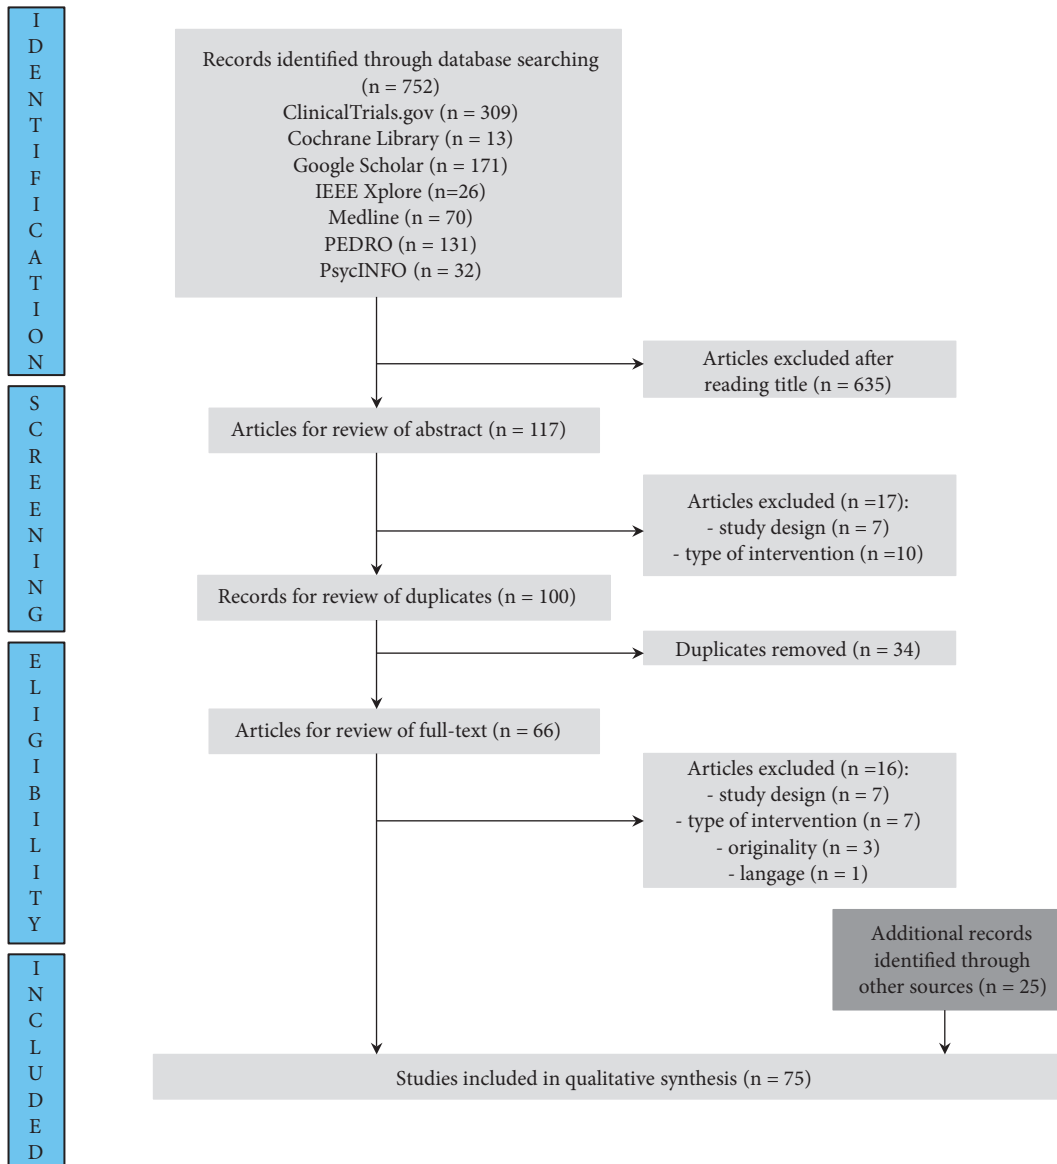 IDENTIFICATION
Records identified through database searching
(n = 752)
ClinicalTrials.gov (n = 309)
Cochrane Library (n = 13)
Google Scholar (n = 171)
IEEE Xplore (n=26)
Medline (n = 70)
PEDRO (n = 131)
PsycINFO (n = 32)
Articles excluded after
reading title (n = 635)
SCREENING
Articles for review of abstract (n = 117)
Articles excluded (n =17):
- study design (n = 7)
- type of intervention (n =10)
Records for review of duplicates (n = 100)
ELIGIBILITY
Duplicates removed (n = 34)
Articles for review of full-text (n = 66)
Articles excluded (n =16):
- study design (n = 7)
- type of intervention (n = 7)
- originality (n = 3)
- langage (n = 1)
Additional records
identified through
other sources (n = 25)
INCLUDED
Studies included in qualitative synthesis (n = 75)